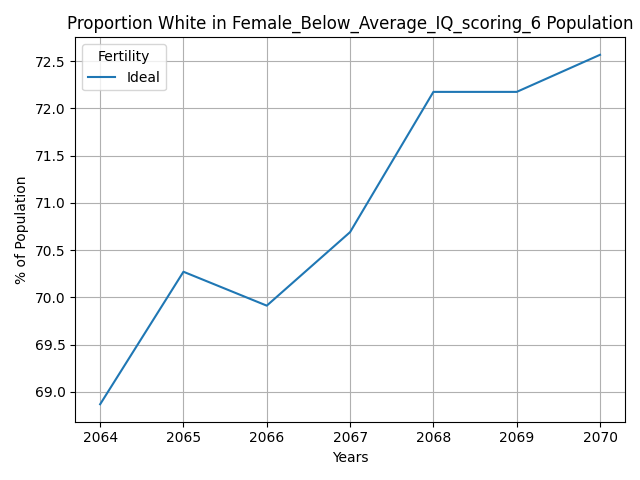 Proportion White in Female_Below_Average_IQ_scoring_6 Population
Fertility
Ideal
% of Population
72.5
72.0
71.5
71.0
70.5
70.0
69.5
69.0
2064 2065 2066 2067 2068 2069 2070
Years